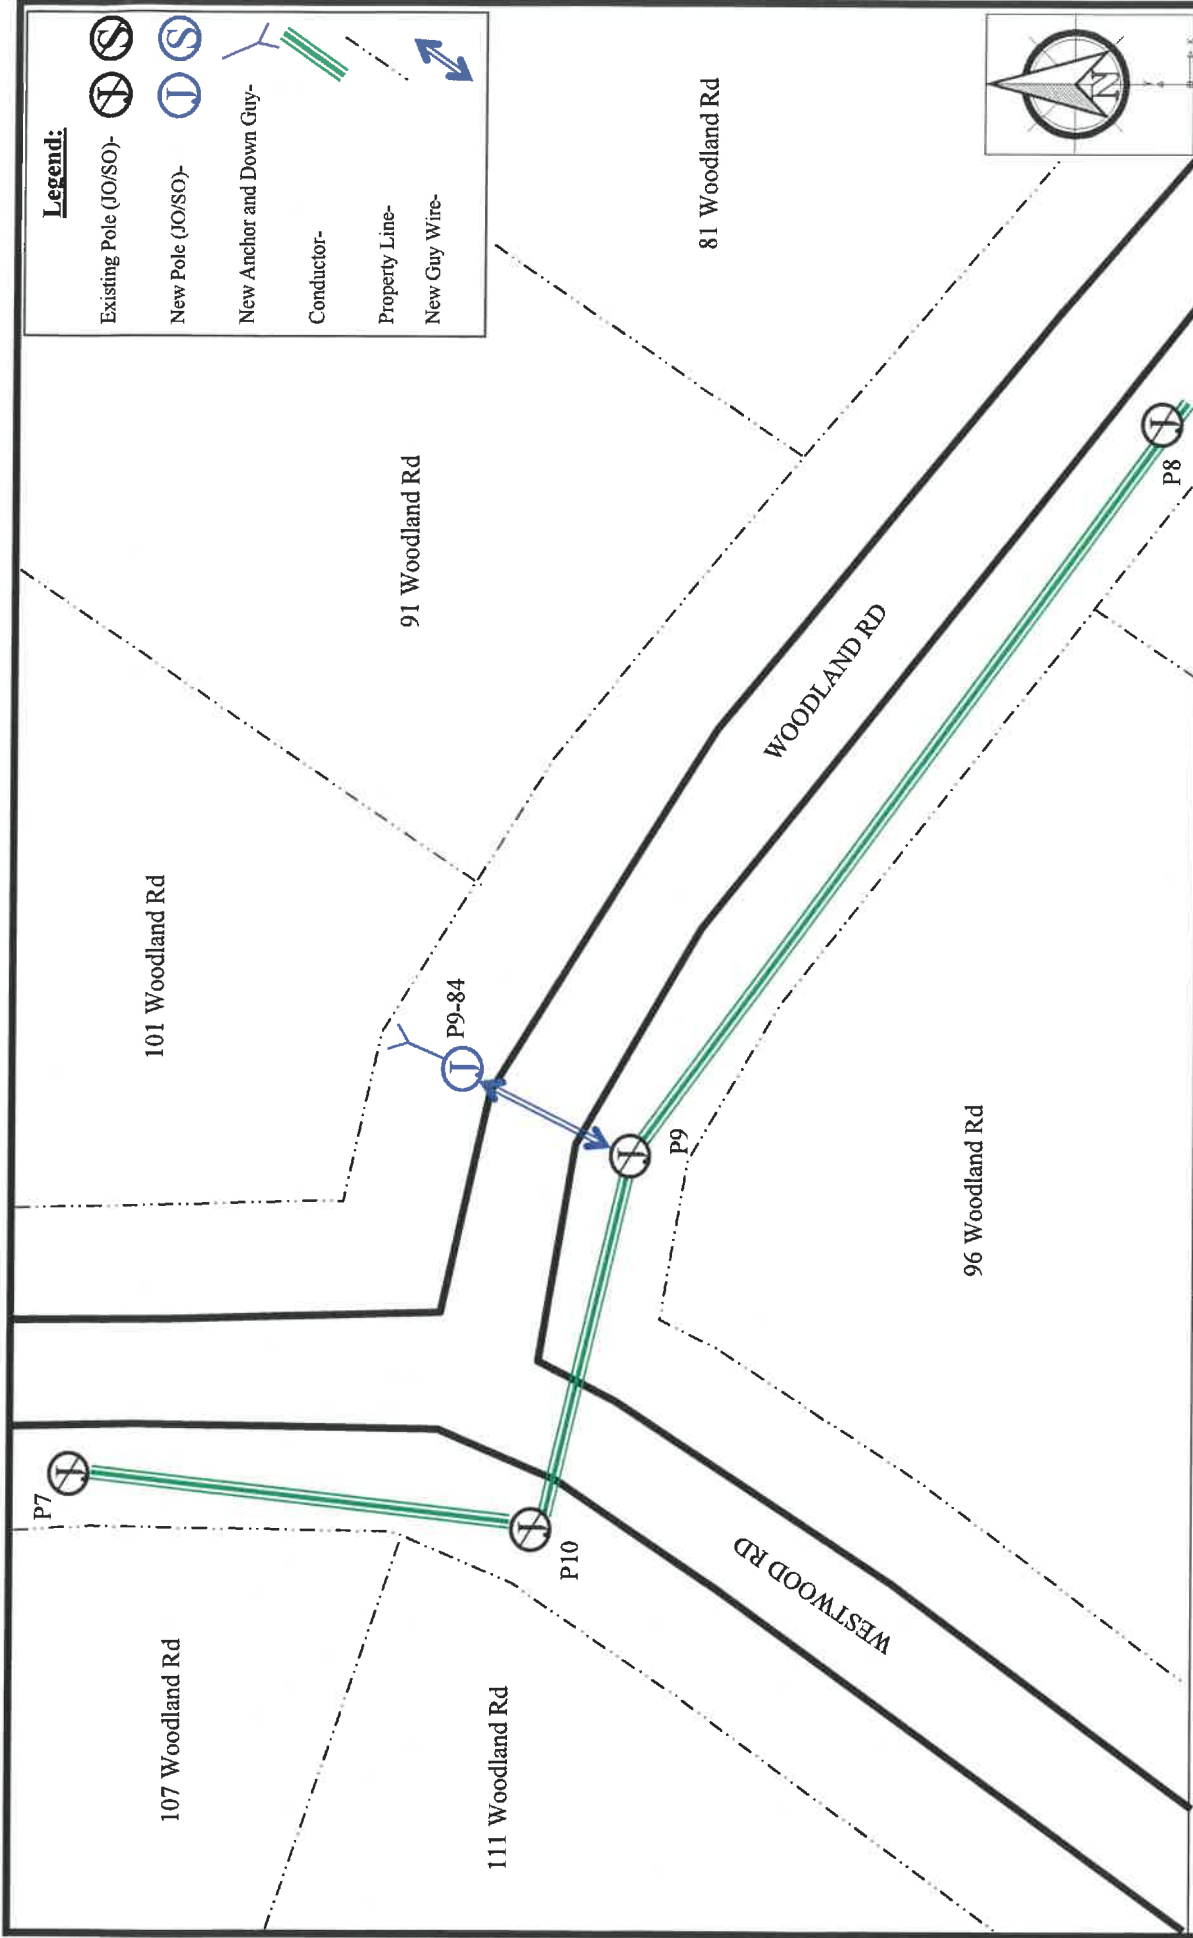 Legend:
Existing Pole (JO/SO)-
J S
New Pole (JO/SO)-
J S
New Anchor and Down Guy-
Conductor-
Property Line-
New Guy Wire-
107 Woodland Rd
P7
101 Woodland Rd
91 Woodland Rd
81 Woodland Rd
111 Woodland Rd
P10
J
J
J
P9-84
J
P9
WOODLAND RD
WESTWOOD RD
96 Woodland Rd
J
P8
N
Y
X